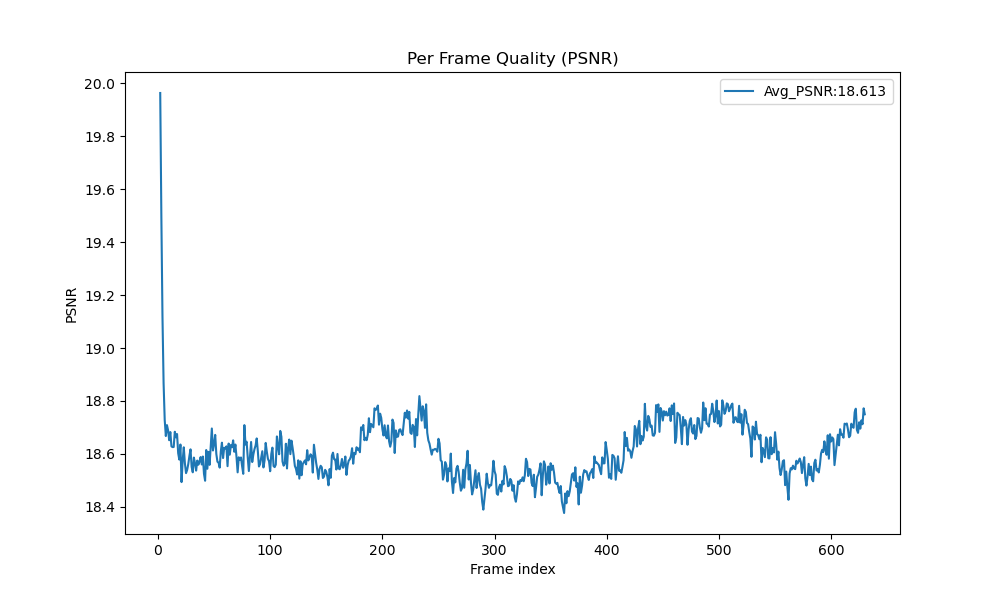 Per Frame Quality (PSNR)
Avg_PSNR:18.613
PSNR
20.0
19.8
19.6
19.4
19.2
19.0
18.8
18.6
18.4
0 100 200 300 400 500 600
Frame index